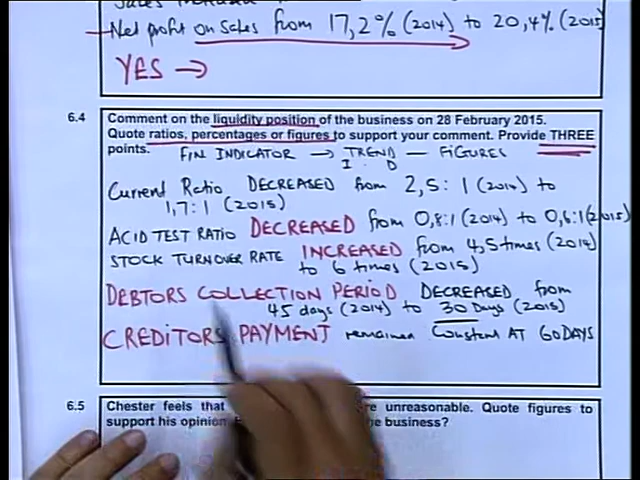 Net profit on sales from 17,2% (2014) to 20,4% (2015)
YES →
6.4 Comment on the liquidity position of the business on 28 February 2015.
Quote ratios, percentages or figures to support your comment. Provide THREE
points. FIN INDICATOR → TREND — FIGURES
I . D
Current Ratio DECREASED from 2,5 : 1 (2014) to
1,7 : 1 (2015)
ACID TEST RATIO DECREASED from 0,8:1 (2014) to 0,6:1 (2015)
STOCK TURNOVER RATE INCREASED from 4,5 times (2014)
to 6 times (2015)
DEBTORS COLLECTION PERIOD DECREASED from
45 days (2014) to 30 Days (2015)
CREDITORS PAYMENT remained Constant AT 60 DAYS
6.5 Chester feels that unreasonable. Quote figures to
support his opinion. the business?